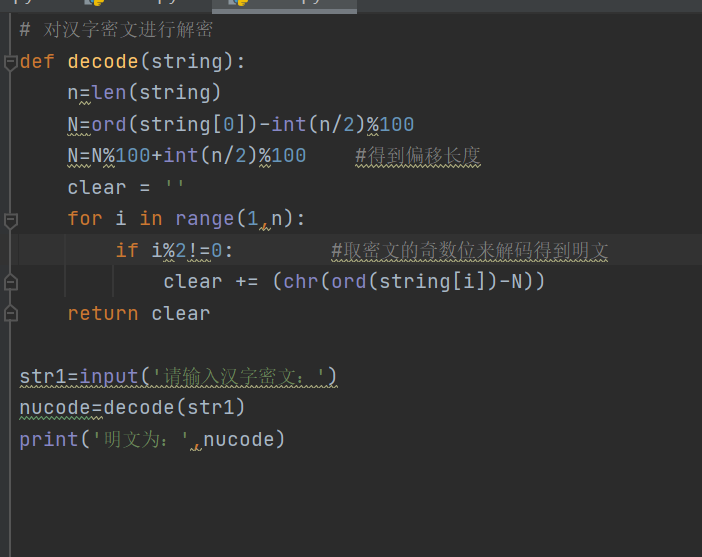 # 对汉字密文进行解密
def decode(string):
    n=len(string)
    N=ord(string[0])-int(n/2)%100
    N=N%100+int(n/2)%100    #得到偏移长度
    clear = ''
    for i in range(1,n):
        if i%2!=0:        #取密文的奇数位来解码得到明文
            clear += (chr(ord(string[i])-N))
    return clear
str1=input('请输入汉字密文：')
nucode=decode(str1)
print('明文为：',nucode)